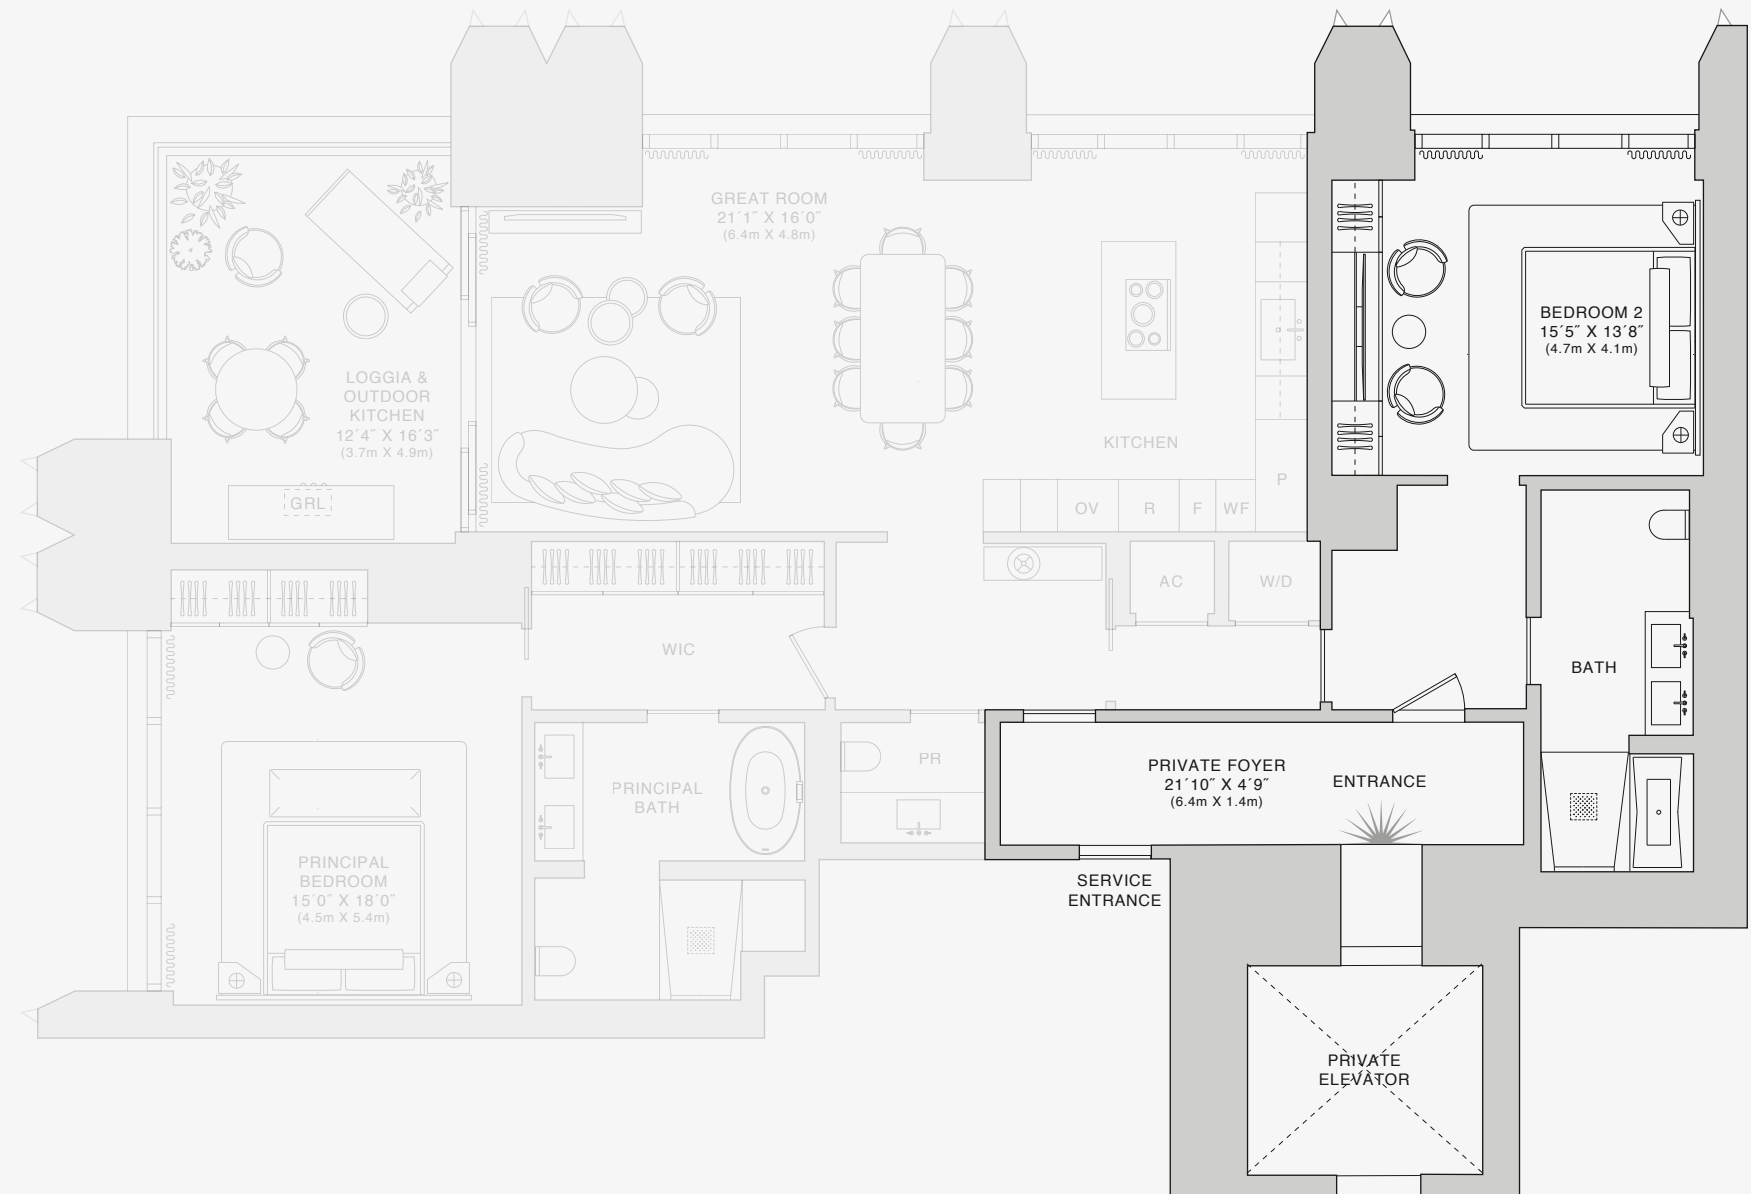 GREAT ROOM
21´1˝ X 16´0˝
(6.4m X 4.8m)
LOGGIA &
OUTDOOR
KITCHEN
12´4˝ X 16´3˝
(3.7m X 4.9m)
GRL
KITCHEN
OV
R
F
WF
P
BEDROOM 2
15´5˝ X 13´8˝
(4.7m X 4.1m)
AC
W/D
WIC
BATH
PRINCIPAL
BATH
PR
PRIVATE FOYER
21´10˝ X 4´9˝
(6.4m X 1.4m)
ENTRANCE
PRINCIPAL
BEDROOM
15´0˝ X 18´0˝
(4.5m X 5.4m)
SERVICE
ENTRANCE
PRIVATE
ELEVATOR